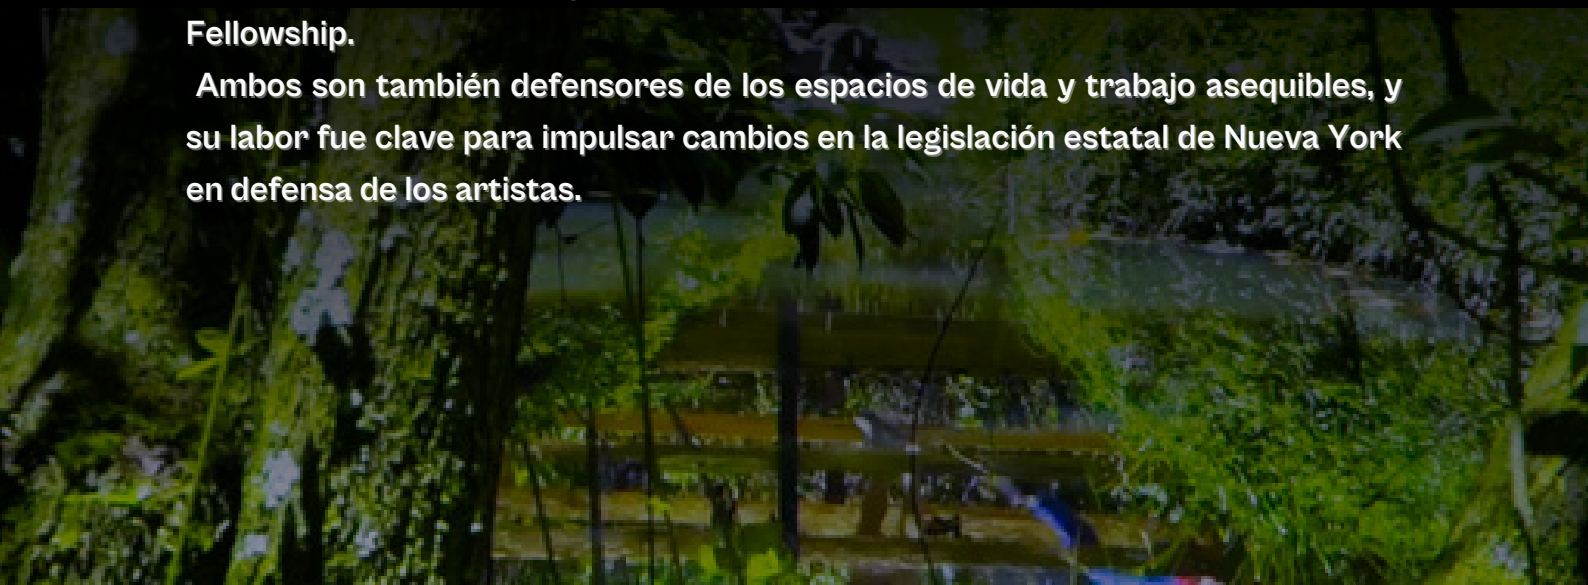 Fellowship.
Ambos son también defensores de los espacios de vida y trabajo asequibles, y
su labor fue clave para impulsar cambios en la legislación estatal de Nueva York
en defensa de los artistas.